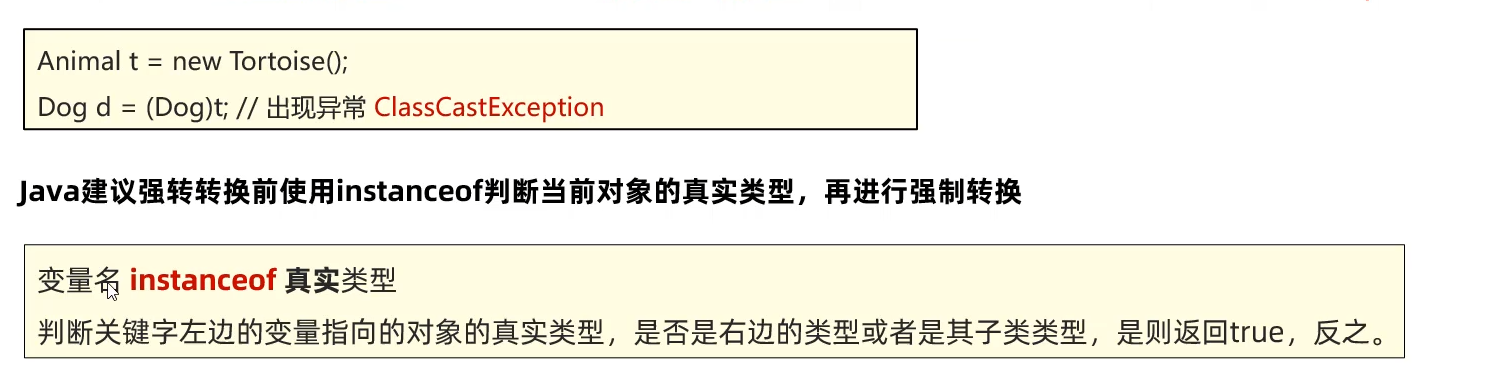 Animal t = new Tortoise();
Dog d = (Dog)t; // 出现异常 ClassCastException
Java建议强转转换前使用instanceof判断当前对象的真实类型，再进行强制转换
变量名 instanceof 真实类型
判断关键字左边的变量指向的对象的真实类型，是否是右边的类型或者是其子类类型，是则返回true，反之。